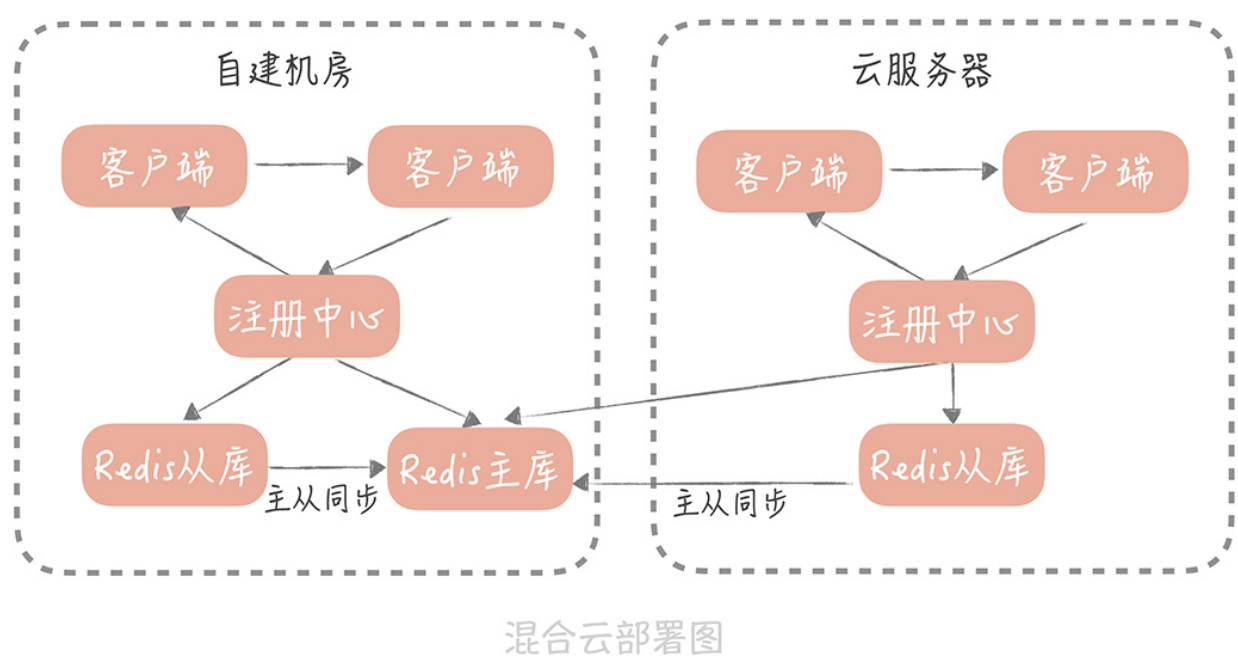 自建机房
客户端
客户端
注册中心
Redis从库
主从同步
Redis主库
云服务器
客户端
客户端
注册中心
主从同步
Redis从库
混合云部署图